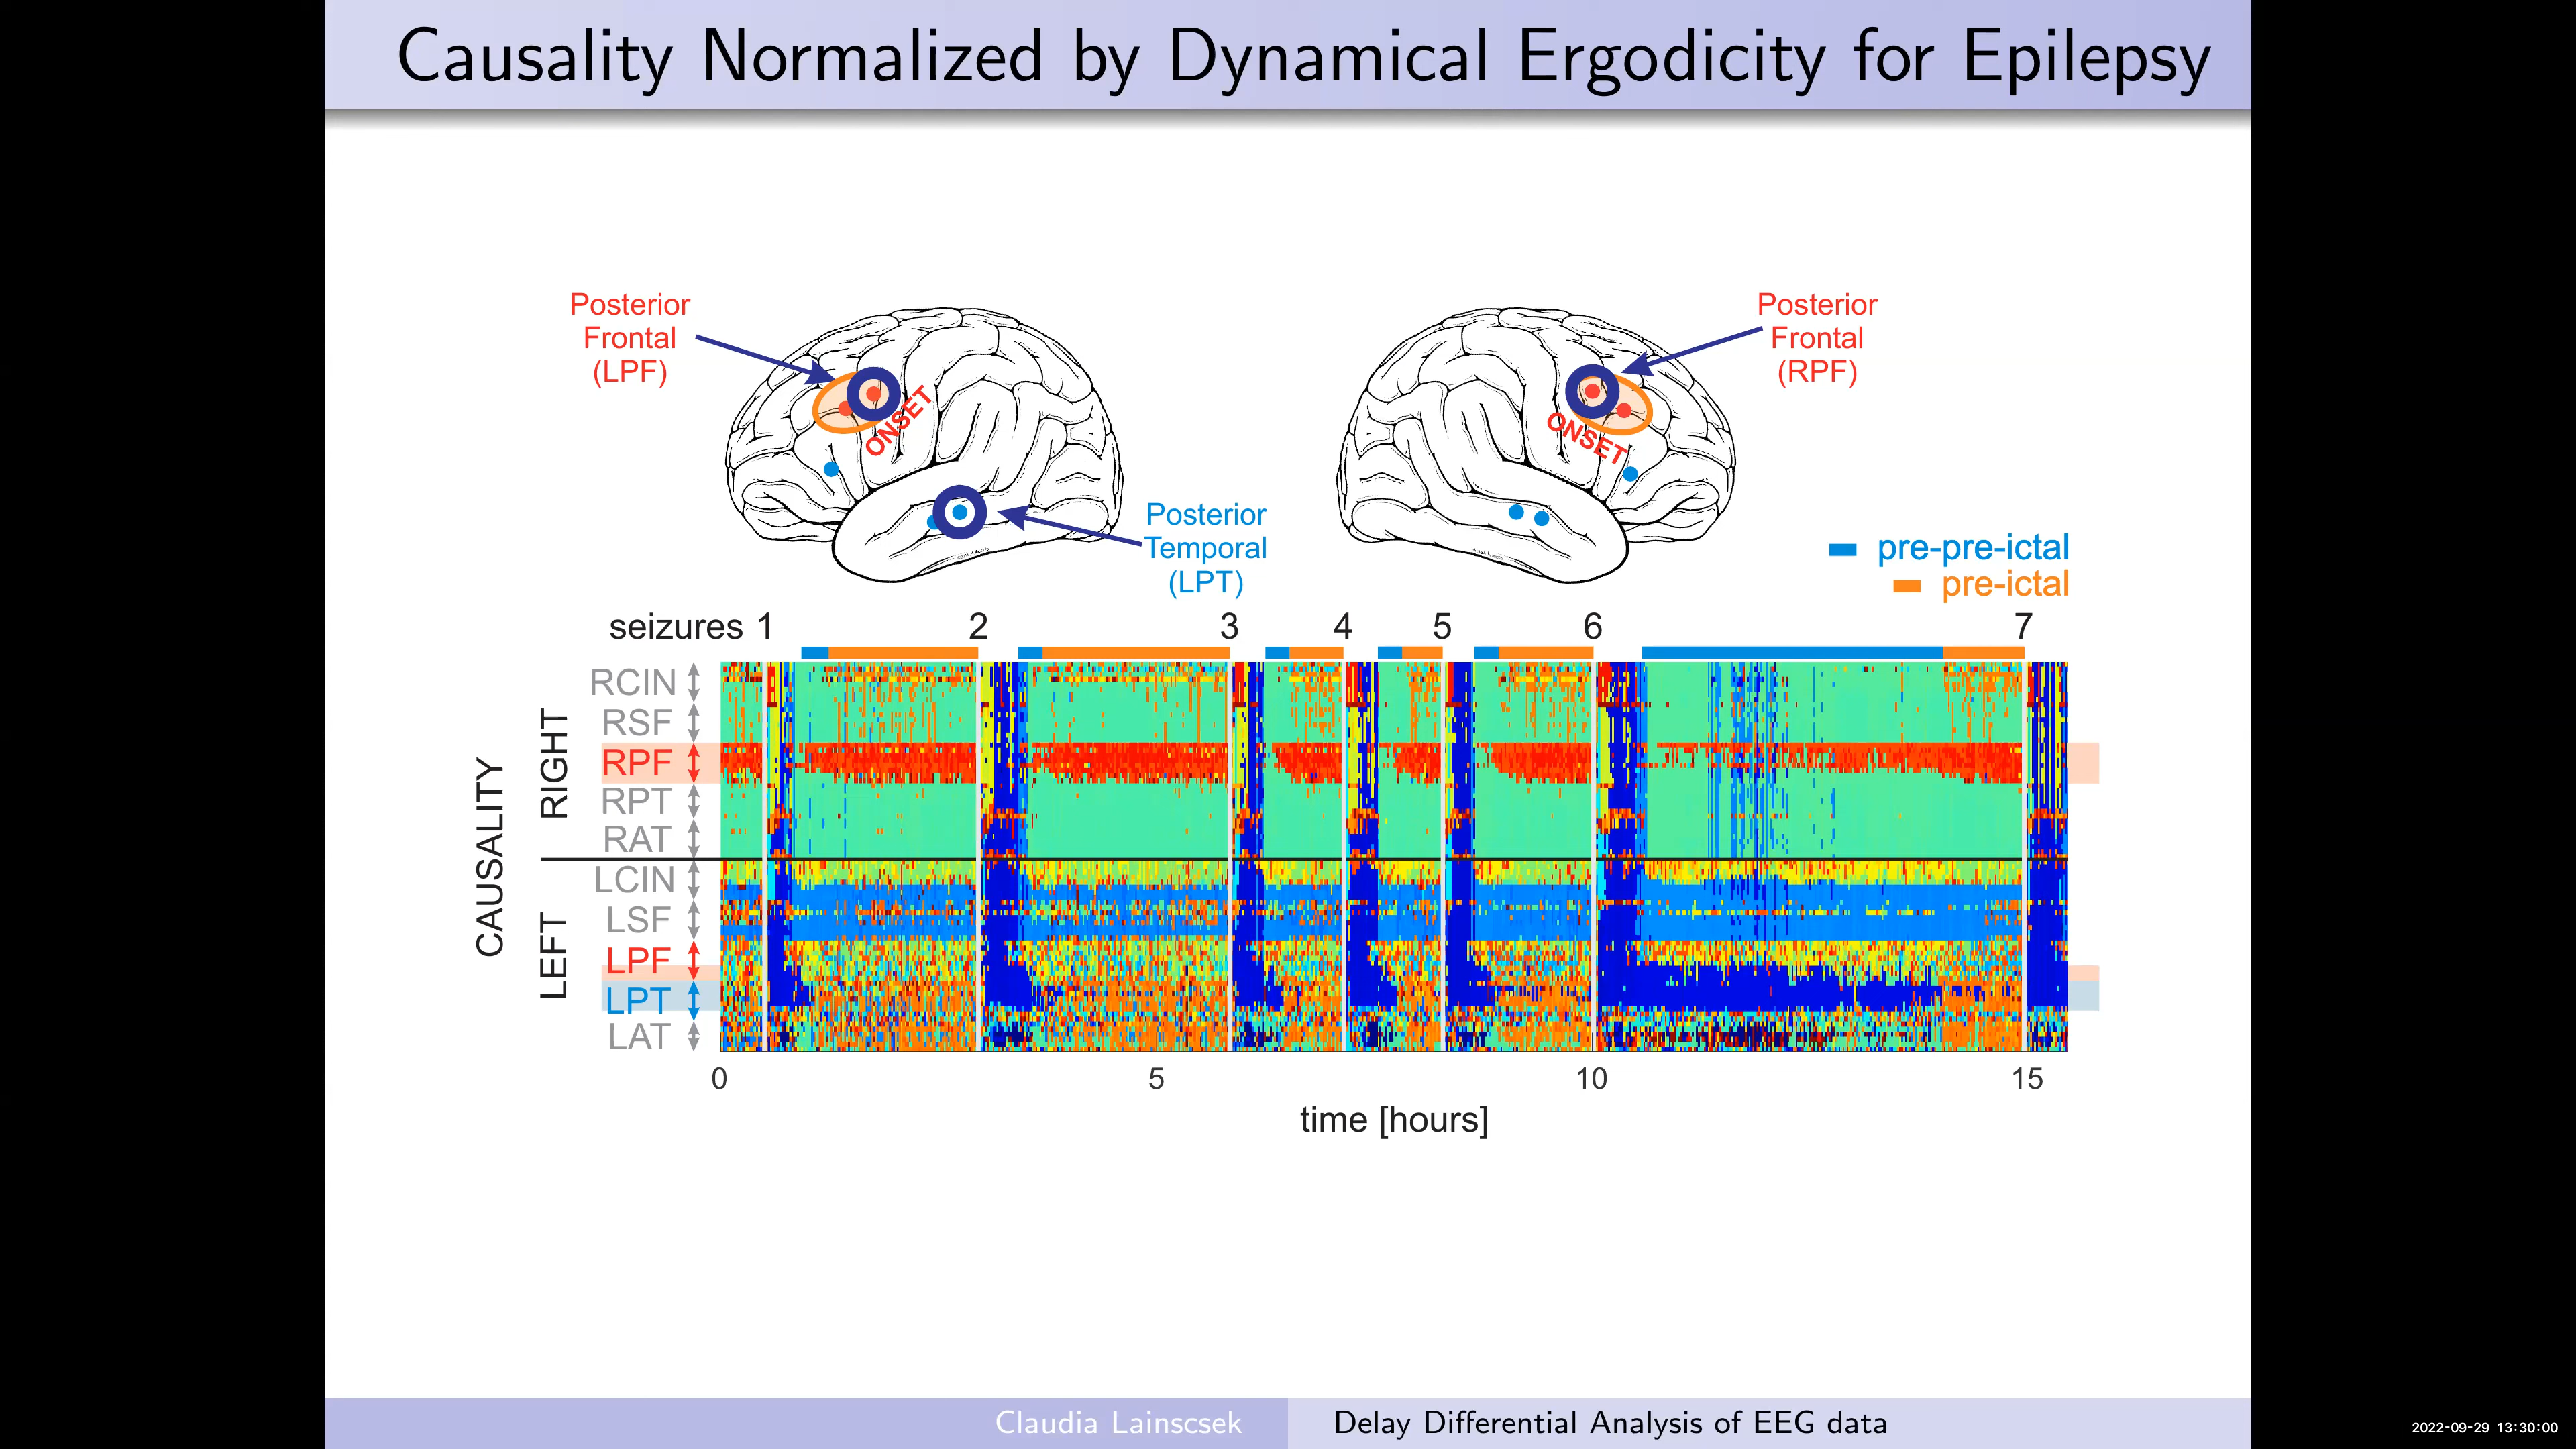 Causality Normalized by Dynamical Ergodicity for Epilepsy
Posterior
Frontal
(LPF)
ONSET
Posterior
Temporal
(LPT)
Posterior
Frontal
(RPF)
ONSET
pre-pre-ictal
pre-ictal
seizures 1 2 3 4 5 6 7
CAUSALITY
RIGHT
RCIN
RSF
RPF
RPT
RAT
LEFT
LCIN
LSF
LPF
LPT
LAT
0 5 10 15
time [hours]
Claudia Lainscsek
Delay Differential Analysis of EEG data
2022-09-29 13:30:00